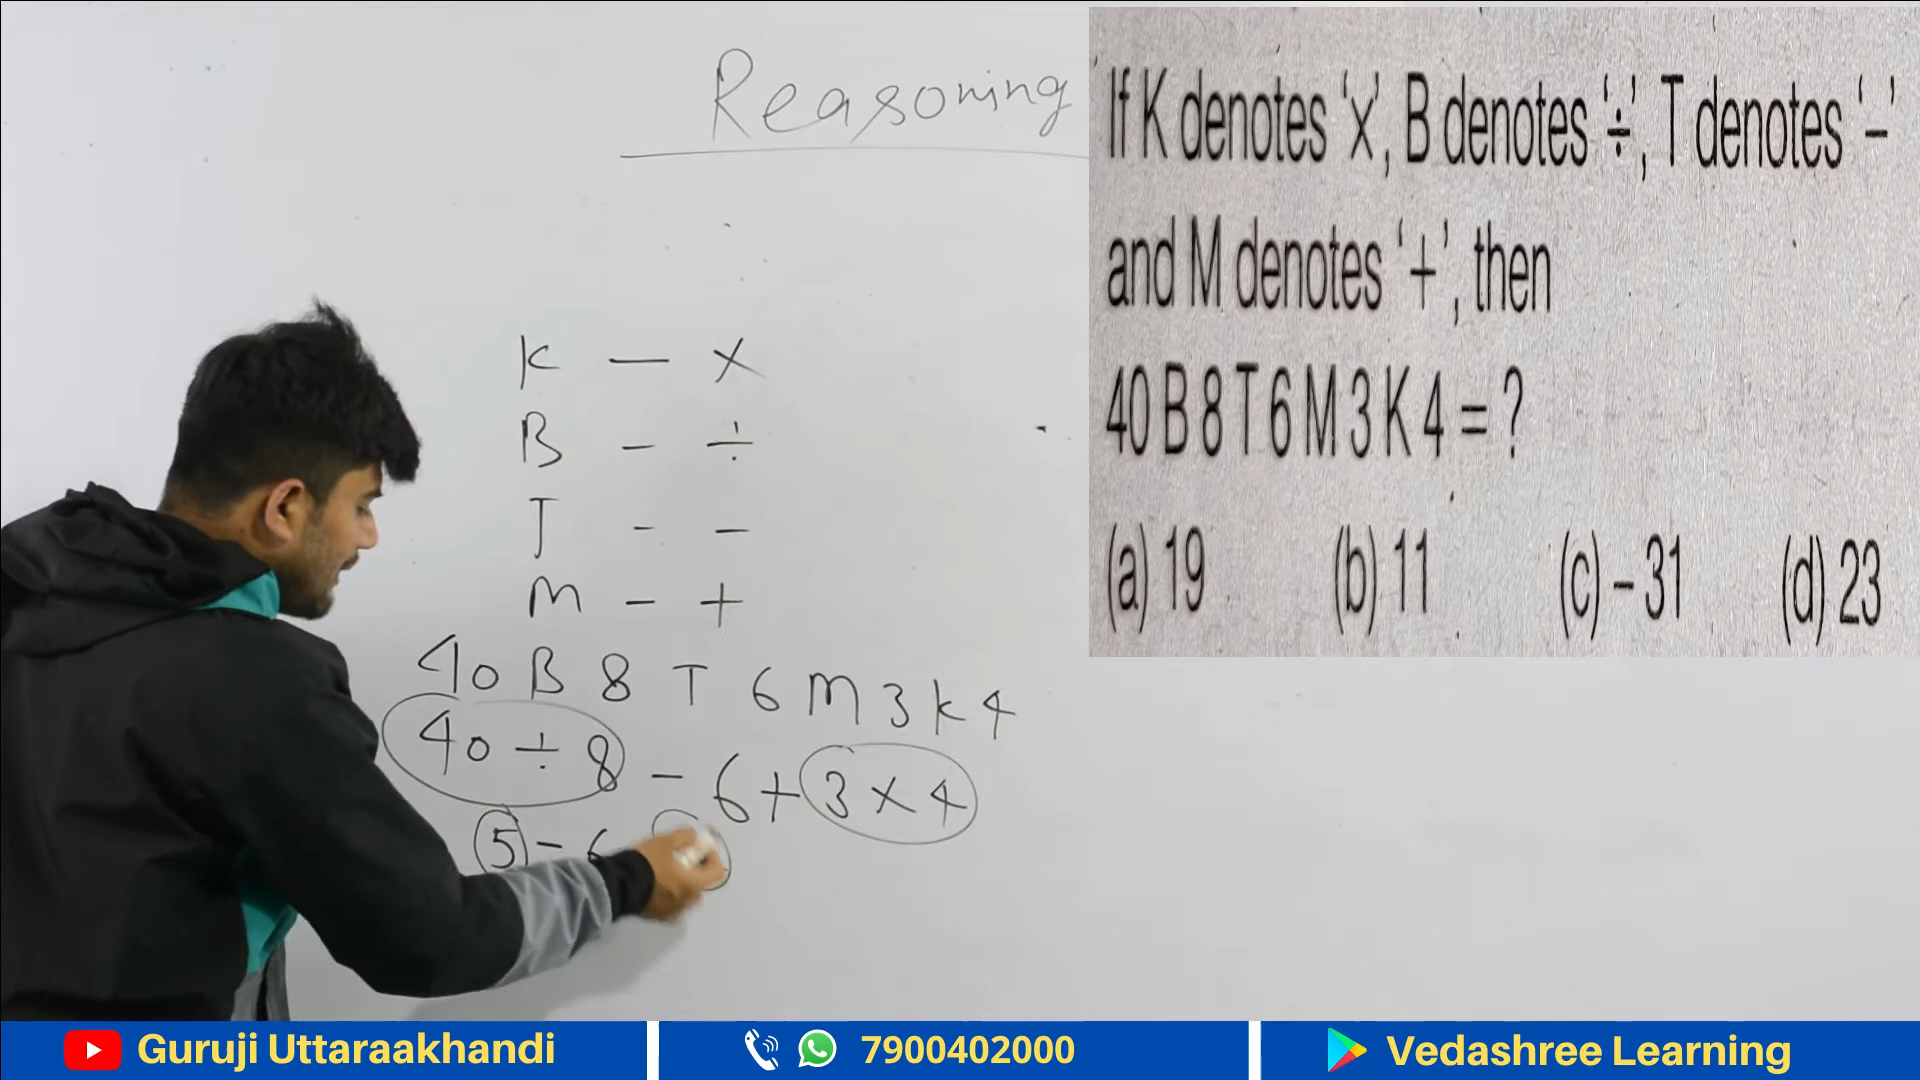 Reasoning
If K denotes ‘×’, B denotes ‘÷’, T denotes ‘–’
and M denotes ‘+’, then
40 B 8 T 6 M 3 K 4 = ?
(a) 19 (b) 11 (c) – 31 (d) 23
K — ×
B - ÷
T - -
M - +
40 B 8 T 6 M 3 K 4
40 ÷ 8 - 6 + 3 × 4
5 - 6
Guruji Uttaraakhandi
7900402000
Vedashree Learning